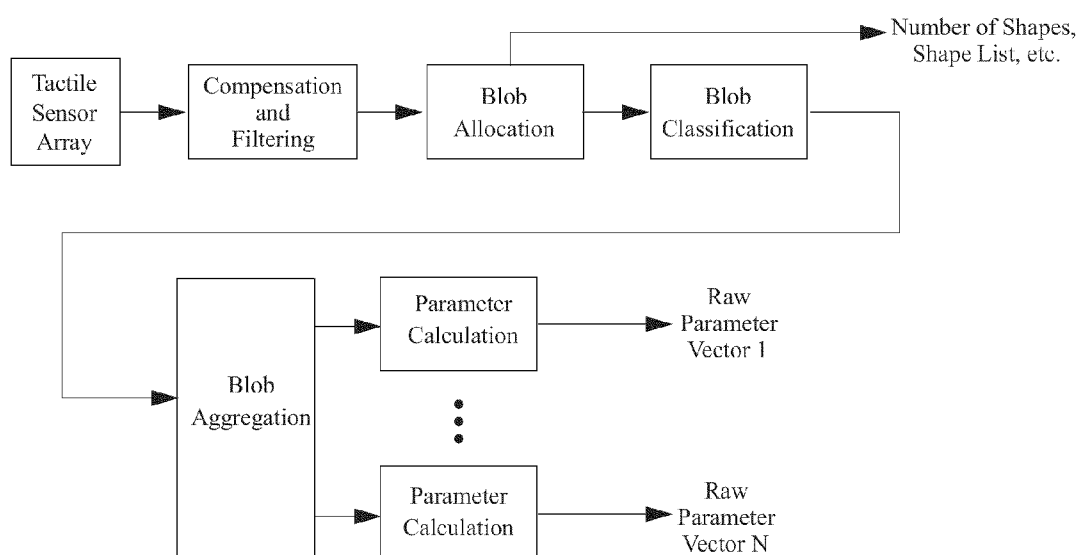 Tactile
Sensor
Array
Compensation
and
Filtering
Blob
Allocation
Blob
Classification
Number of Shapes,
Shape List, etc.
Blob
Aggregation
Parameter
Calculation
Raw
Parameter
Vector 1
Parameter
Calculation
Raw
Parameter
Vector N